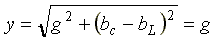 y = √(g² + (b_c − b_L)²) = g